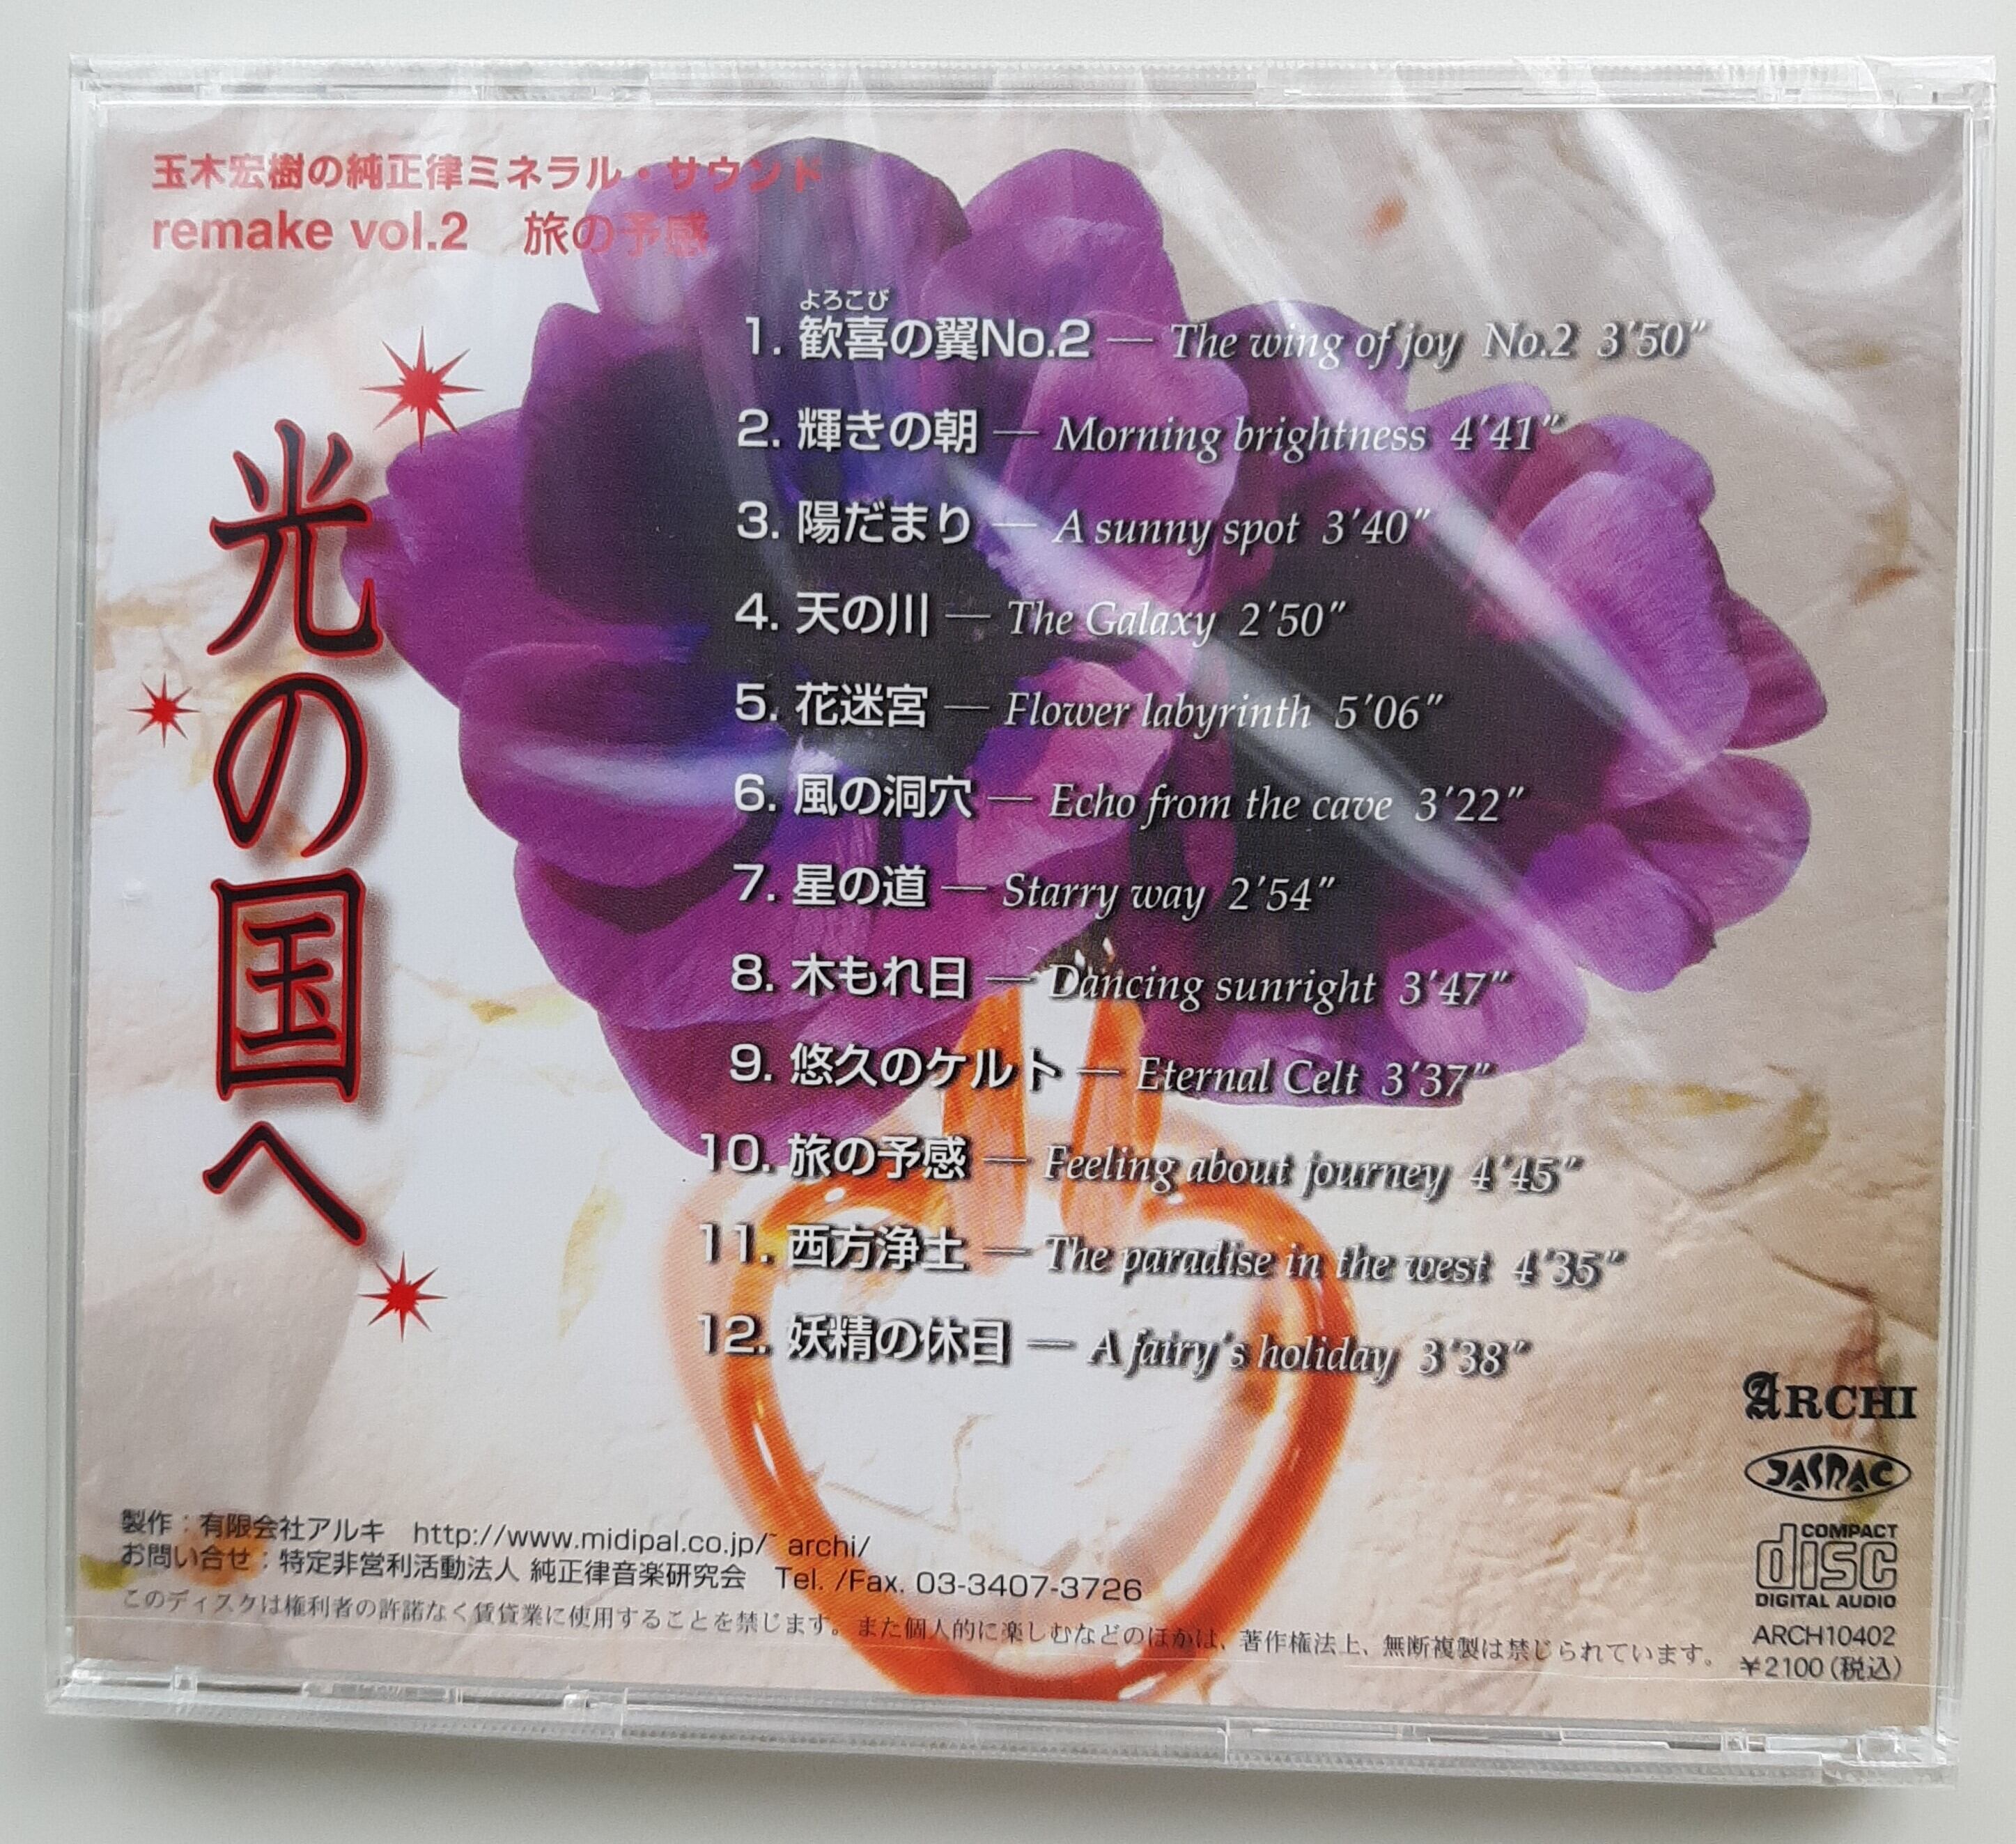 玉木宏樹の純正律ミネラル・サウンド
remake vol.2　旅の予感
光の国へ
よろこび
1. 歓喜の翼No.2 — The wing of joy No.2 3'50"
2. 輝きの朝 — Morning brightness 4'41"
3. 陽だまり — A sunny spot 3'40"
4. 天の川 — The Galaxy 2'50"
5. 花迷宮 — Flower labyrinth 5'06"
6. 風の洞穴 — Echo from the cave 3'22"
7. 星の道 — Starry way 2'54"
8. 木もれ日 — Dancing sunright 3'47"
9. 悠久のケルト — Eternal Celt 3'37"
10. 旅の予感 — Feeling about journey 4'45"
11. 西方浄土 — The paradise in the west 4'35"
12. 妖精の休日 — A fairy's holiday 3'38"
ARCHI
JASRAC
COMPACT
disc
DIGITAL AUDIO
ARCH10402
¥2100(税込)
製作：有限会社アルキ　http://www.midipal.co.jp/~archi/
お問い合せ：特定非営利活動法人 純正律音楽研究会　Tel. /Fax. 03-3407-3726
このディスクは権利者の許諾なく賃貸業に使用することを禁じます。また個人的に楽しむなどのほかは、著作権法上、無断複製は禁じられています。